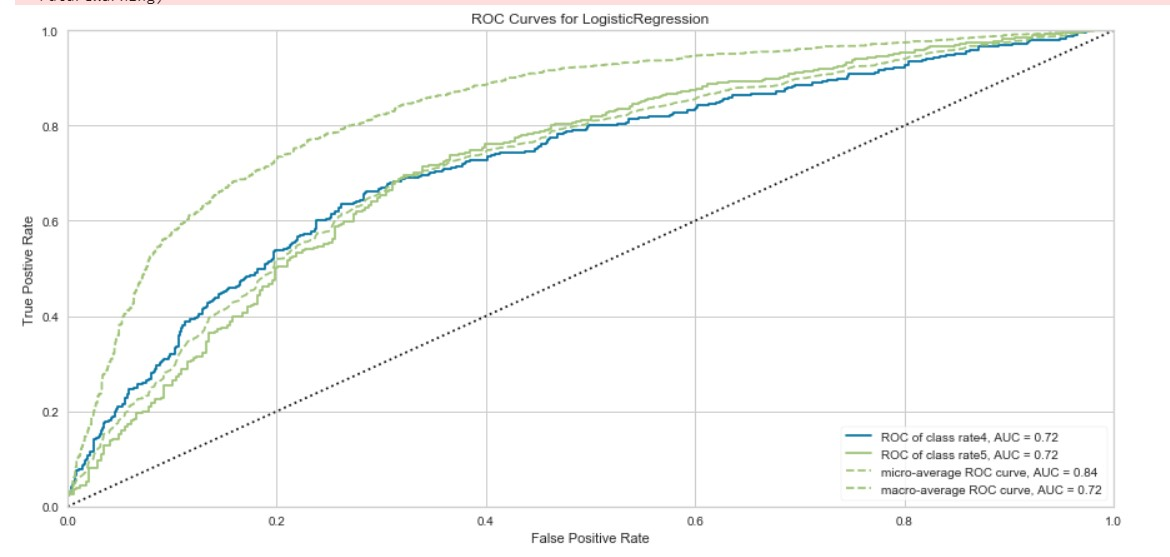 ROC Curves for LogisticRegression
1.0
0.8
0.6
0.4
0.2
0.0
True Postive Rate
0.0 0.2 0.4 0.6 0.8 1.0
False Positive Rate
ROC of class rate4, AUC = 0.72
ROC of class rate5, AUC = 0.72
micro-average ROC curve, AUC = 0.84
macro-average ROC curve, AUC = 0.72